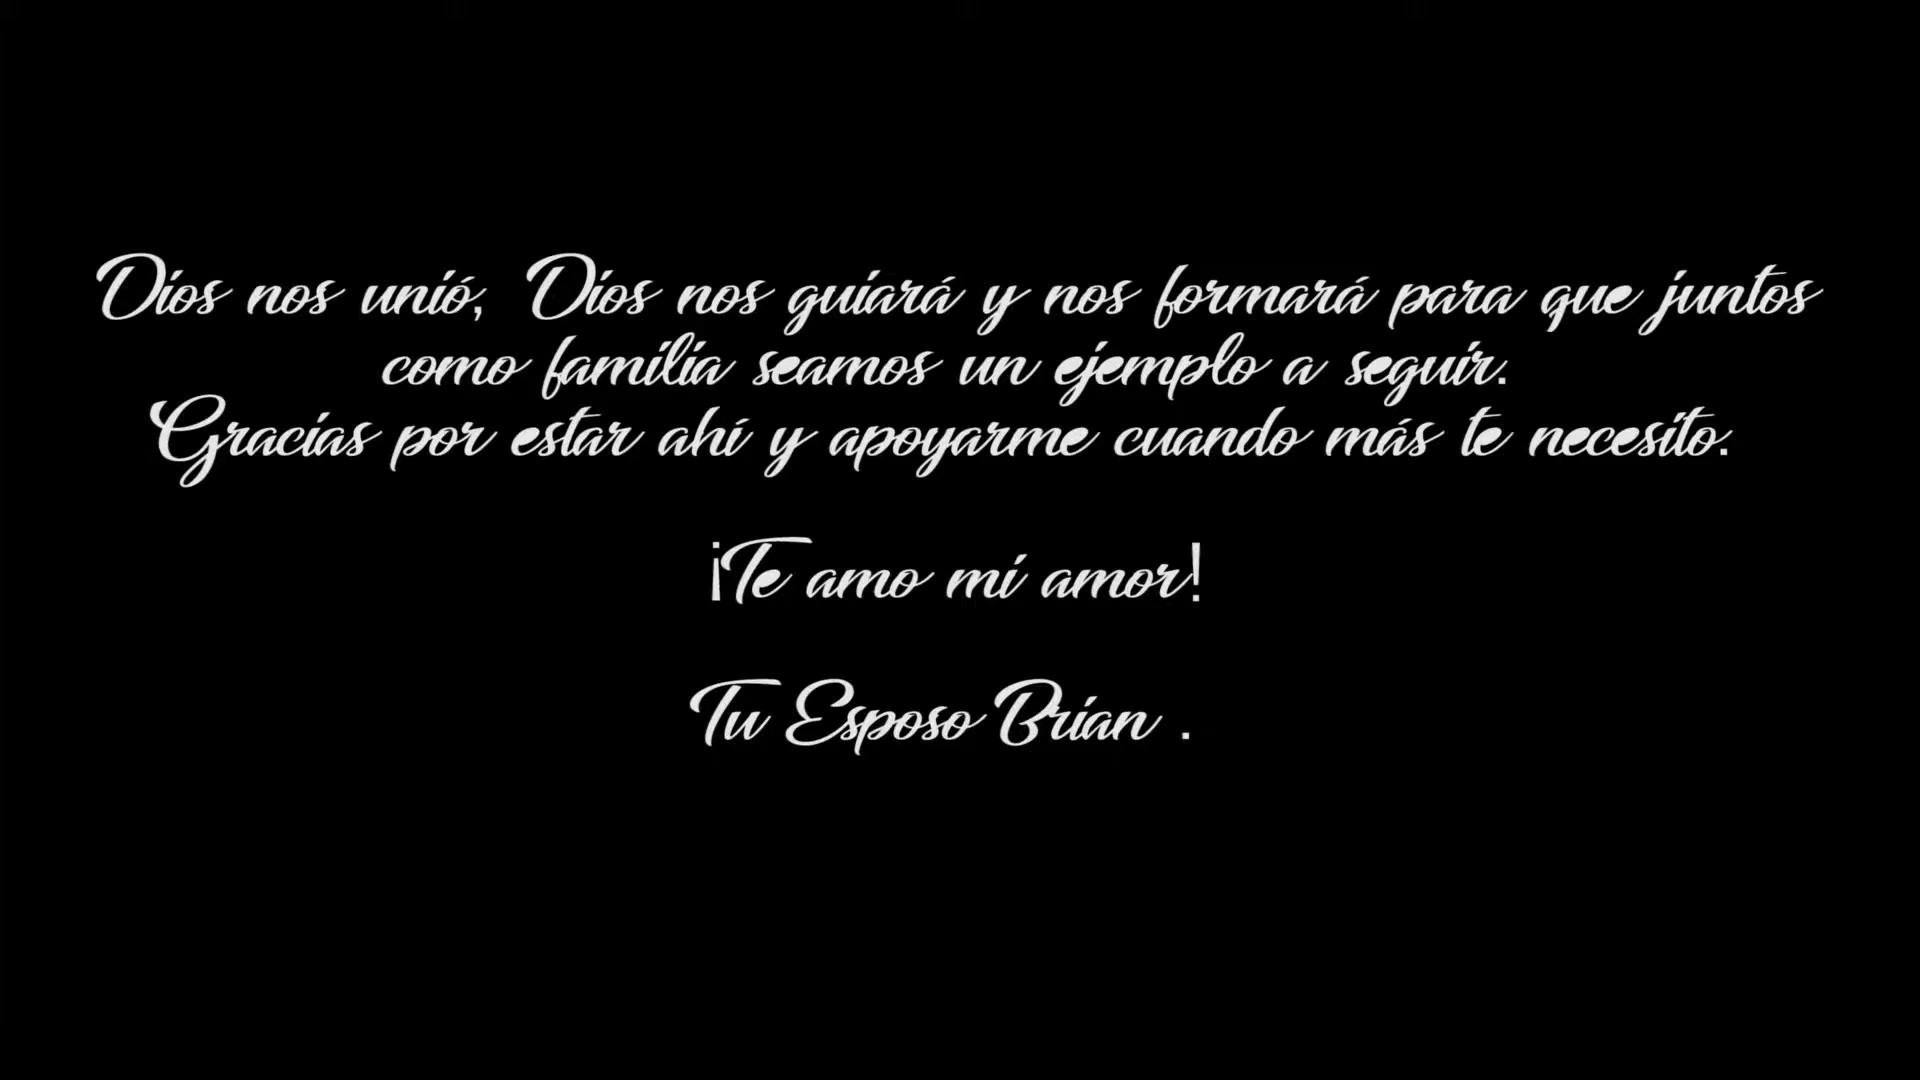 Dios nos unió, Dios nos guiará y nos formará para que juntos
como familia seamos un ejemplo a seguir.
Gracias por estar ahí y apoyarme cuando más te necesito.
¡Te amo mi amor!
Tu Esposo Brian .